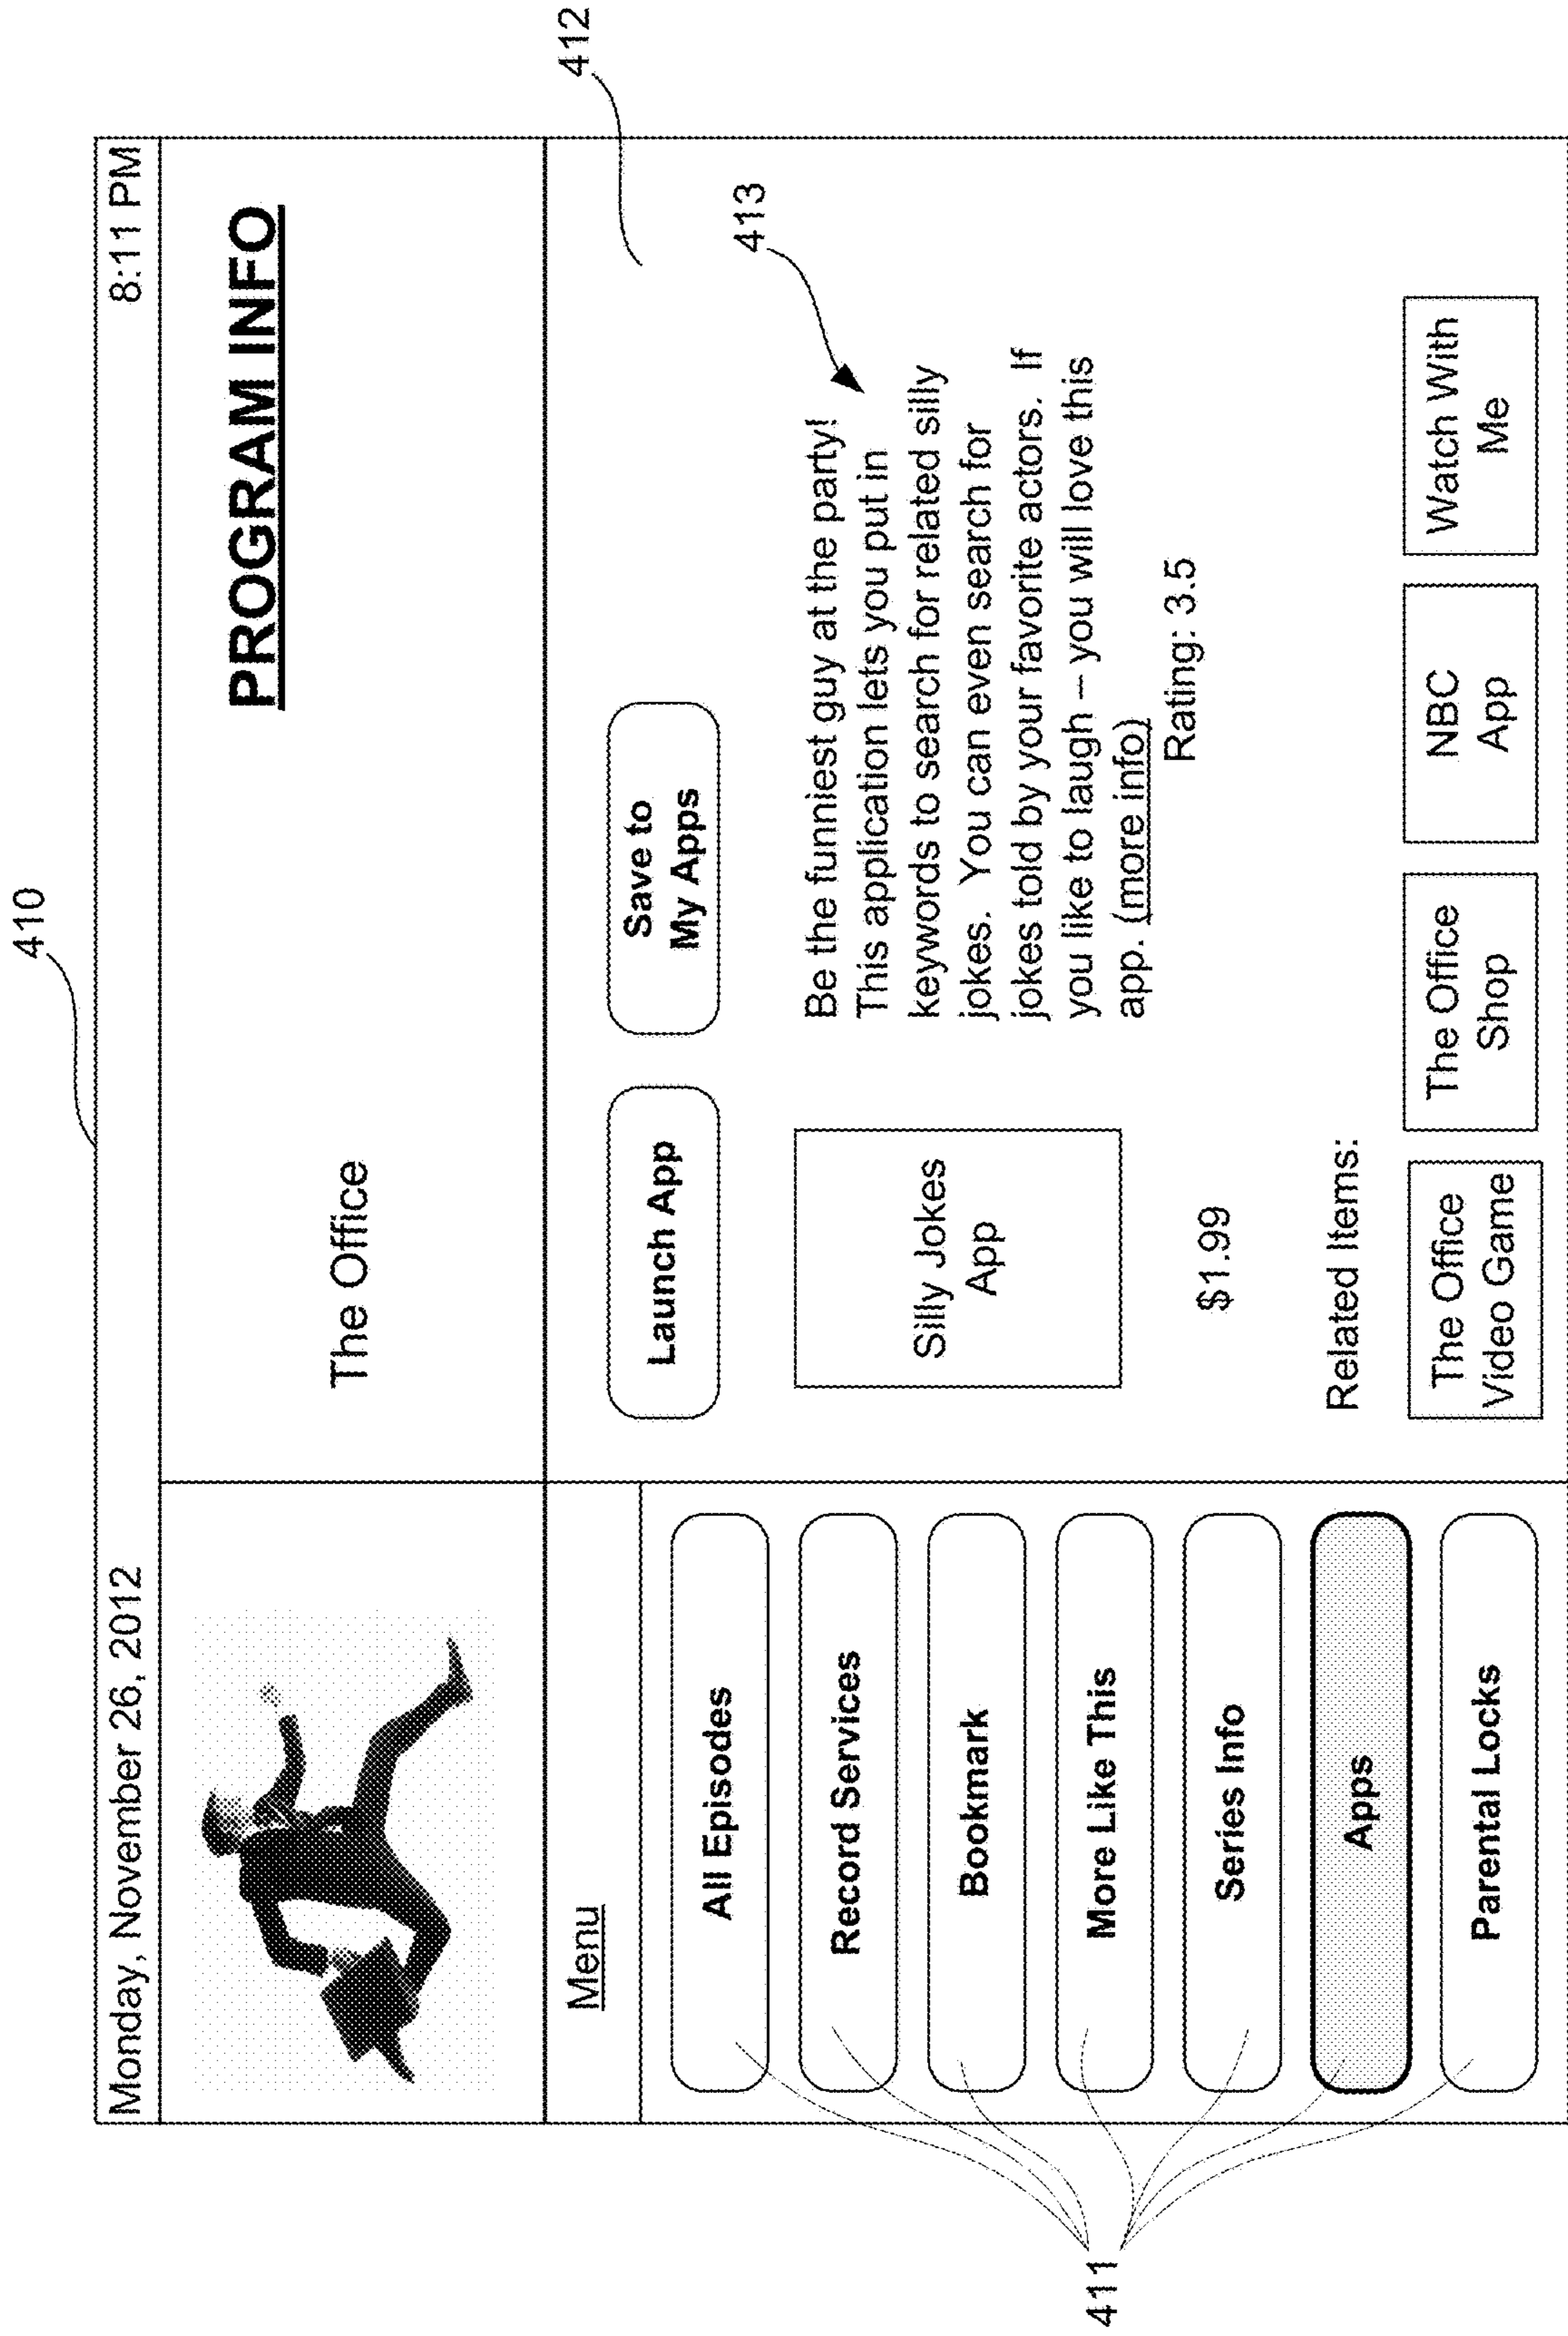 410
Monday, November 26, 2012 8:11 PM
The Office
PROGRAM INFO
412
Menu
All Episodes
Record Services
Bookmark
More Like This
Series Info
Apps
Parental Locks
411
Launch App
Save to
My Apps
413
Silly Jokes
App
$1.99
Be the funniest guy at the party!
This application lets you put in
keywords to search for related silly
jokes. You can even search for
jokes told by your favorite actors. If
you like to laugh – you will love this
app. (more info)
Rating: 3.5
Related Items:
The Office
Video Game
The Office
Shop
NBC
App
Watch With
Me